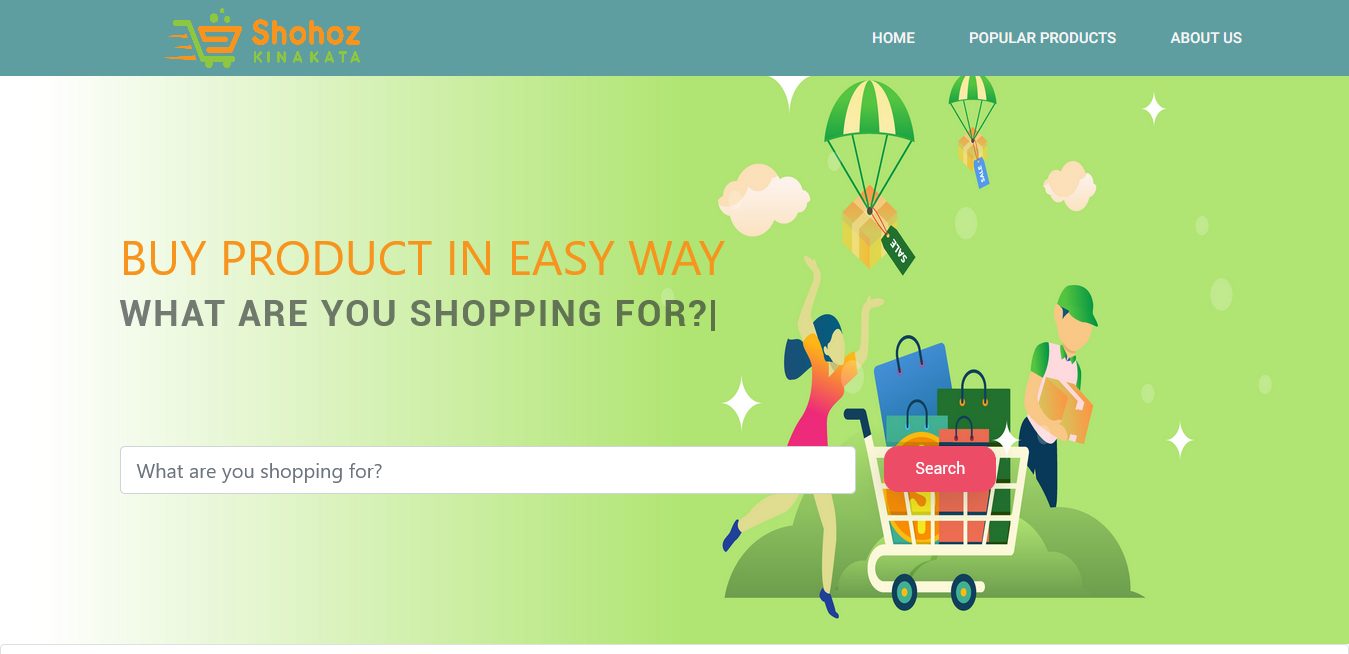 Shohoz
KINAKATA
HOME
POPULAR PRODUCTS
ABOUT US
SALE
SALE
BUY PRODUCT IN EASY WAY
WHAT ARE YOU SHOPPING FOR?|
What are you shopping for?
Search